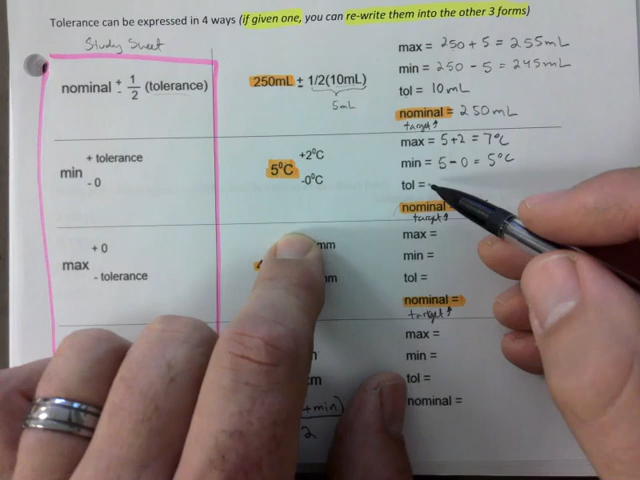 Tolerance can be expressed in 4 ways (if given one, you can re-write them into the other 3 forms)
Study Sheet
nominal ± 1/2 (tolerance)
250mL ± 1/2(10mL)
5mL
max = 250 + 5 = 255mL
min = 250 - 5 = 245mL
tol = 10mL
nominal = 250mL
target↑
min + tolerance
- 0
5°C +2°C
-0°C
max = 5+2 = 7°C
min = 5-0 = 5°C
tol =
nominal =
target↑
max + 0
- tolerance
mm
max =
min =
tol =
nominal =
target↑
max =
min =
tol =
nominal =
cm
+min)
2